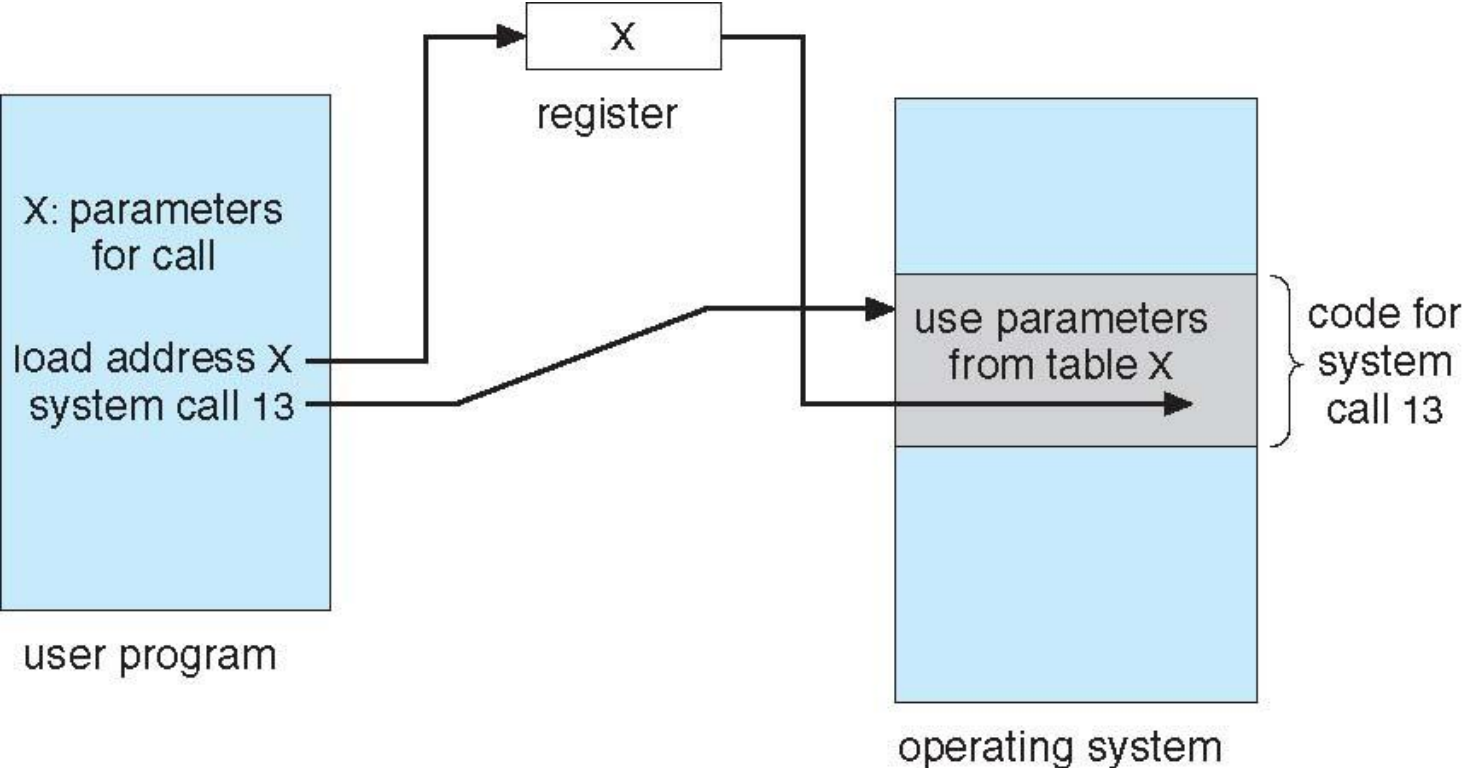 X
register
X: parameters
for call
load address X
system call 13
user program
use parameters
from table X
code for
system
call 13
operating system